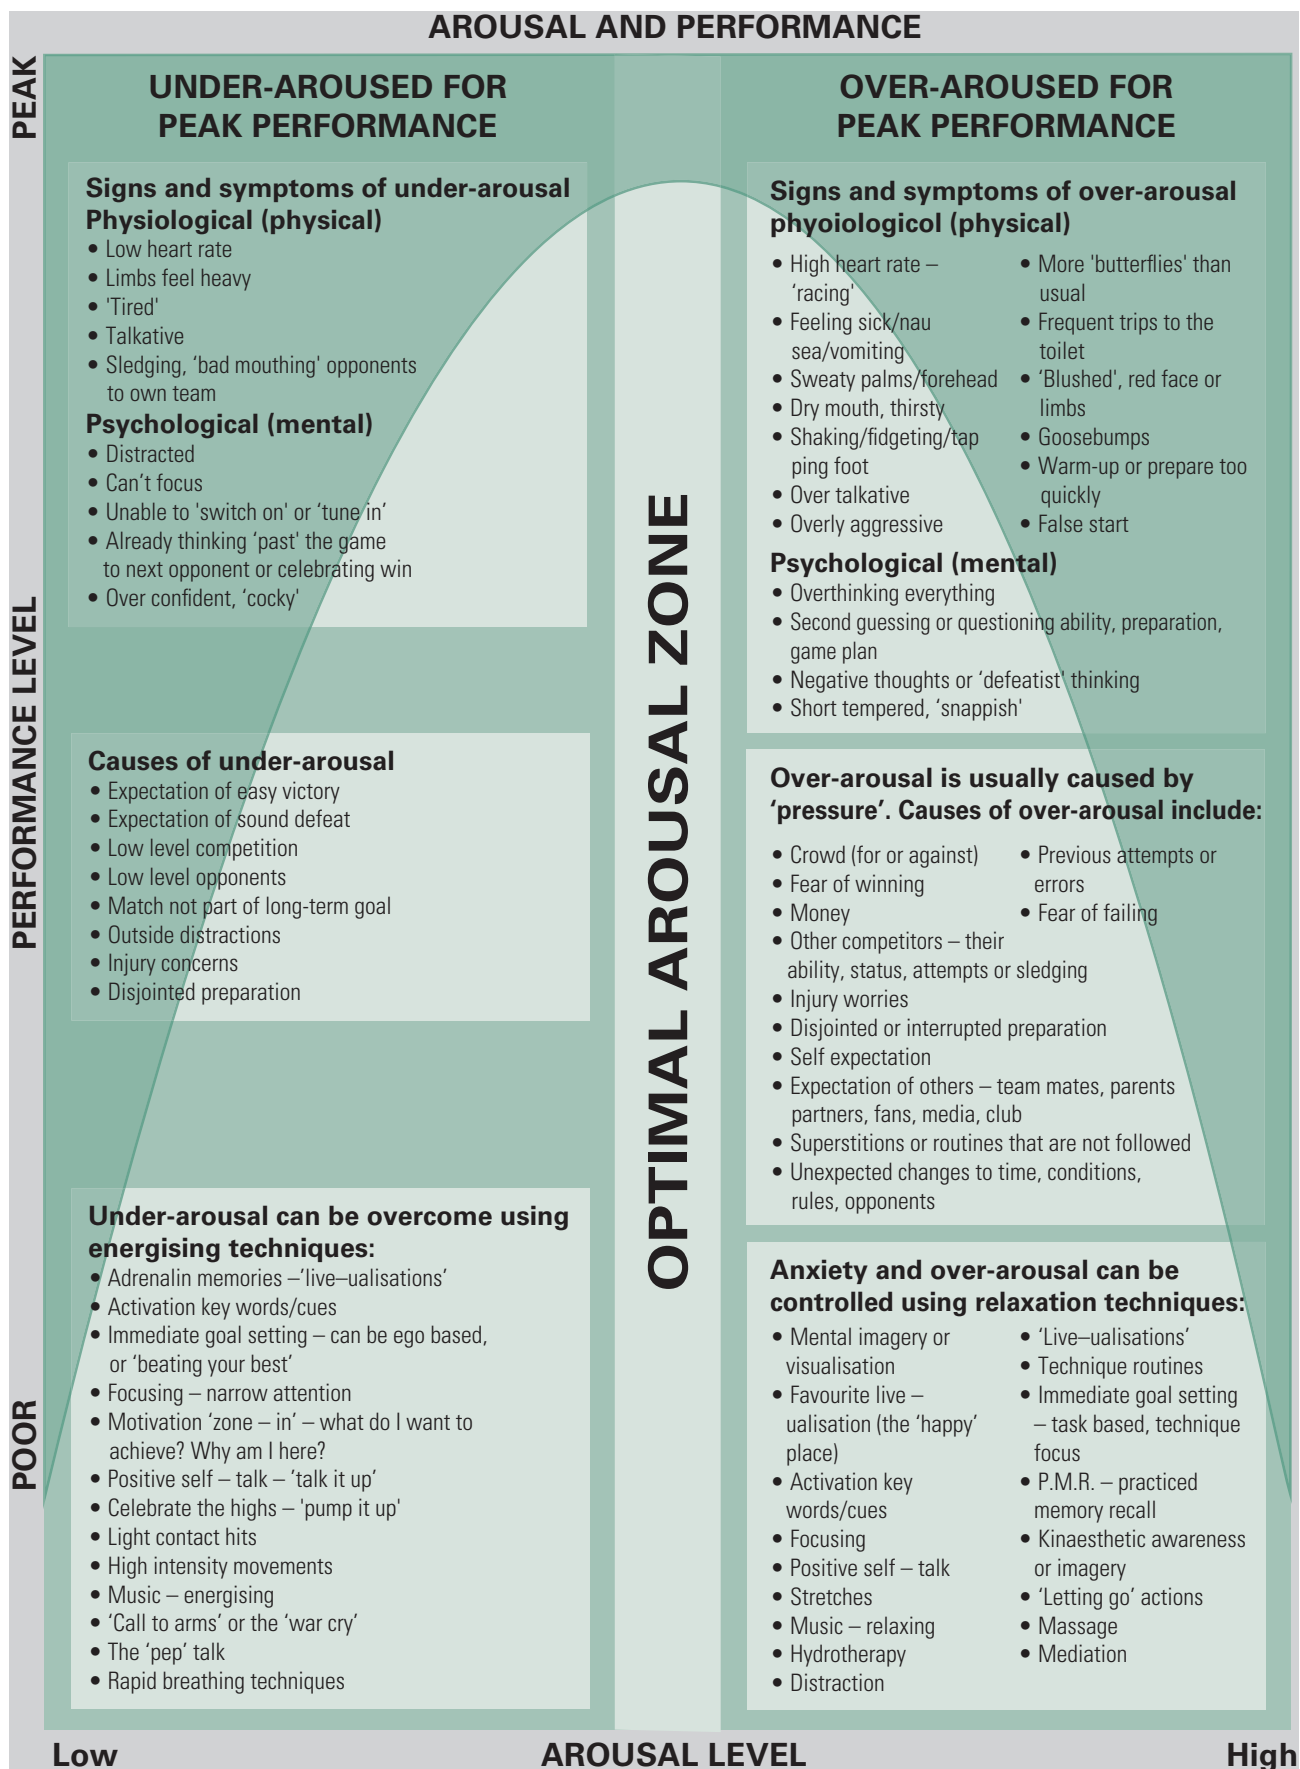 AROUSAL AND PERFORMANCE
PEAK
PERFORMANCE LEVEL
POOR
UNDER-AROUSED FOR
PEAK PERFORMANCE
Signs and symptoms of under-arousal
Physiological (physical)
• Low heart rate
• Limbs feel heavy
• 'Tired'
• Talkative
• Sledging, ‘bad mouthing' opponents
to own team
Psychological (mental)
• Distracted
• Can’t focus
• Unable to 'switch on' or ‘tune in’
• Already thinking ‘past' the game
to next opponent or celebrating win
• Over confident, ‘cocky'
Causes of under-arousal
• Expectation of easy victory
• Expectation of sound defeat
• Low level competition
• Low level opponents
• Match not part of long-term goal
• Outside distractions
• Injury concerns
• Disjointed preparation
Under-arousal can be overcome using
energising techniques:
• Adrenalin memories –’live–ualisations’
• Activation key words/cues
• Immediate goal setting – can be ego based,
or ‘beating your best’
• Focusing – narrow attention
• Motivation ‘zone – in’ – what do I want to
achieve? Why am I here?
• Positive self – talk – ’talk it up’
• Celebrate the highs – 'pump it up'
• Light contact hits
• High intensity movements
• Music – energising
• ‘Call to arms’ or the ‘war cry’
• The ‘pep’ talk
• Rapid breathing techniques
OPTIMAL AROUSAL ZONE
OVER-AROUSED FOR
PEAK PERFORMANCE
Signs and symptoms of over-arousal
phyoiologicol (physical)
• High heart rate –
‘racing'
• Feeling sick/nau
sea/vomiting
• Sweaty palms/forehead
• Dry mouth, thirsty
• Shaking/fidgeting/tap
ping foot
• Over talkative
• Overly aggressive
• More 'butterflies' than
usual
• Frequent trips to the
toilet
• ‘Blushed', red face or
limbs
• Goosebumps
• Warm-up or prepare too
quickly
• False start
Psychological (mental)
• Overthinking everything
• Second guessing or questioning ability, preparation,
game plan
• Negative thoughts or ‘defeatist' thinking
• Short tempered, ‘snappish'
Over-arousal is usually caused by
‘pressure’. Causes of over-arousal include:
• Crowd (for or against)
• Fear of winning
• Money
• Other competitors – their
ability, status, attempts or sledging
• Previous attempts or
errors
• Fear of failing
• Injury worries
• Disjointed or interrupted preparation
• Self expectation
• Expectation of others – team mates, parents
partners, fans, media, club
• Superstitions or routines that are not followed
• Unexpected changes to time, conditions,
rules, opponents
Anxiety and over-arousal can be
controlled using relaxation techniques:
• Mental imagery or
visualisation
• Favourite live –
ualisation (the ‘happy’
place)
• Activation key
words/cues
• Focusing
• Positive self – talk
• Stretches
• Music – relaxing
• Hydrotherapy
• Distraction
• ‘Live–ualisations’
• Technique routines
• Immediate goal setting
– task based, technique
focus
• P.M.R. – practiced
memory recall
• Kinaesthetic awareness
or imagery
• ‘Letting go’ actions
• Massage
• Mediation
Low
AROUSAL LEVEL
High